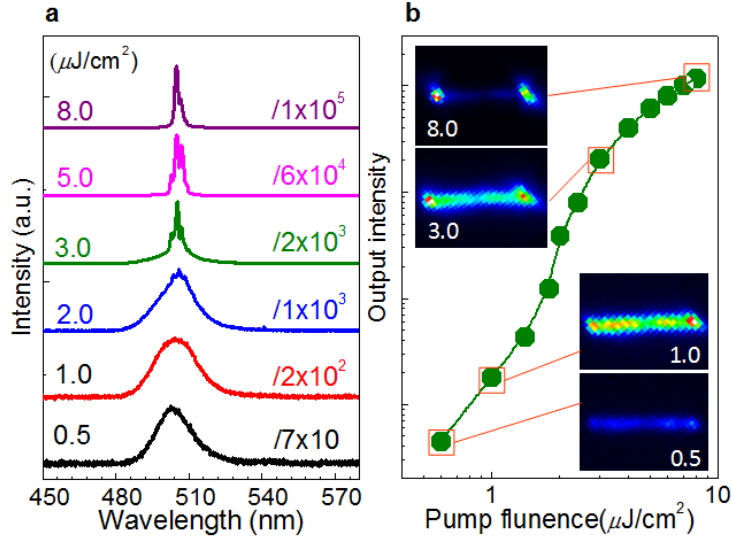 a
(μJ/cm²)
8.0
/1x10⁵
5.0
/6x10⁴
3.0
/2x10³
2.0
/1x10³
1.0
/2x10²
0.5
/7x10
Intensity (a.u.)
450 480 510 540 570
Wavelength (nm)
b
8.0
3.0
1.0
0.5
Output intensity
1 10
Pump flunence(μJ/cm²)